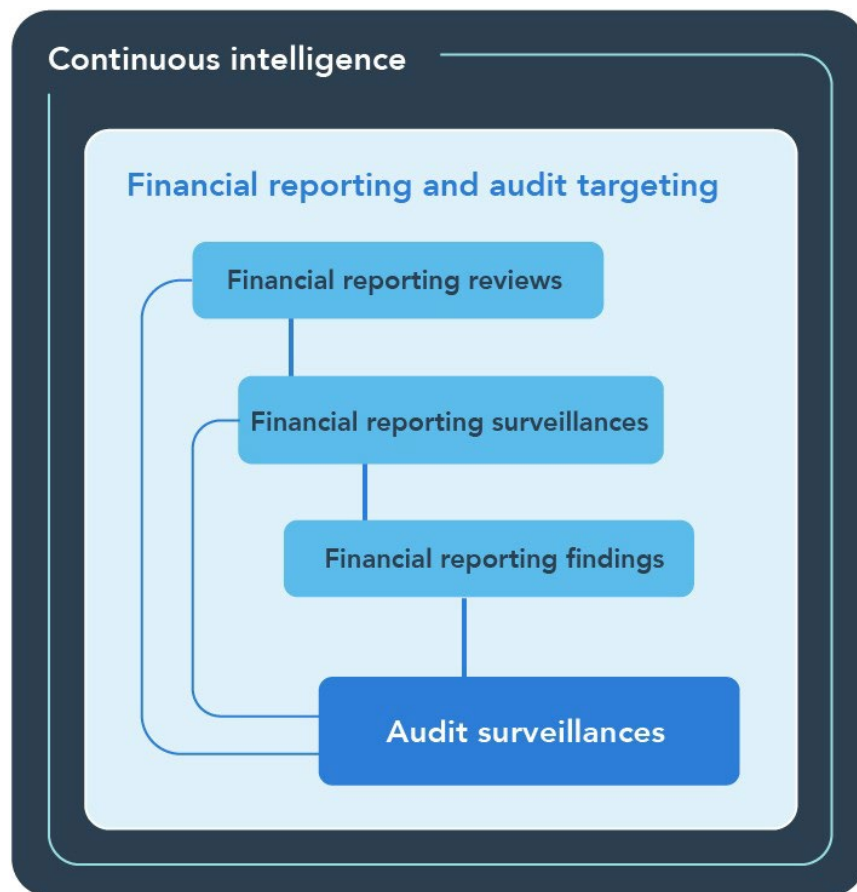 Continuous intelligence
Financial reporting and audit targeting
Financial reporting reviews
Financial reporting surveillances
Financial reporting findings
Audit surveillances